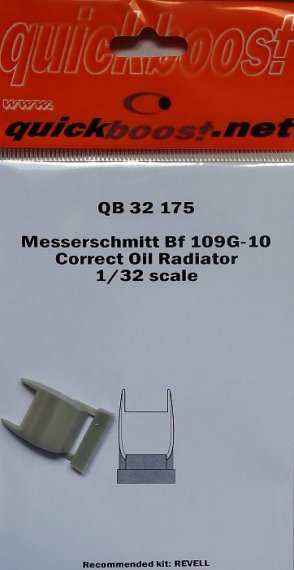 quickboost
www.
quickboost.net
QB 32 175
Messerschmitt Bf 109G-10
Correct Oil Radiator
1/32 scale
Recommended kit: REVELL